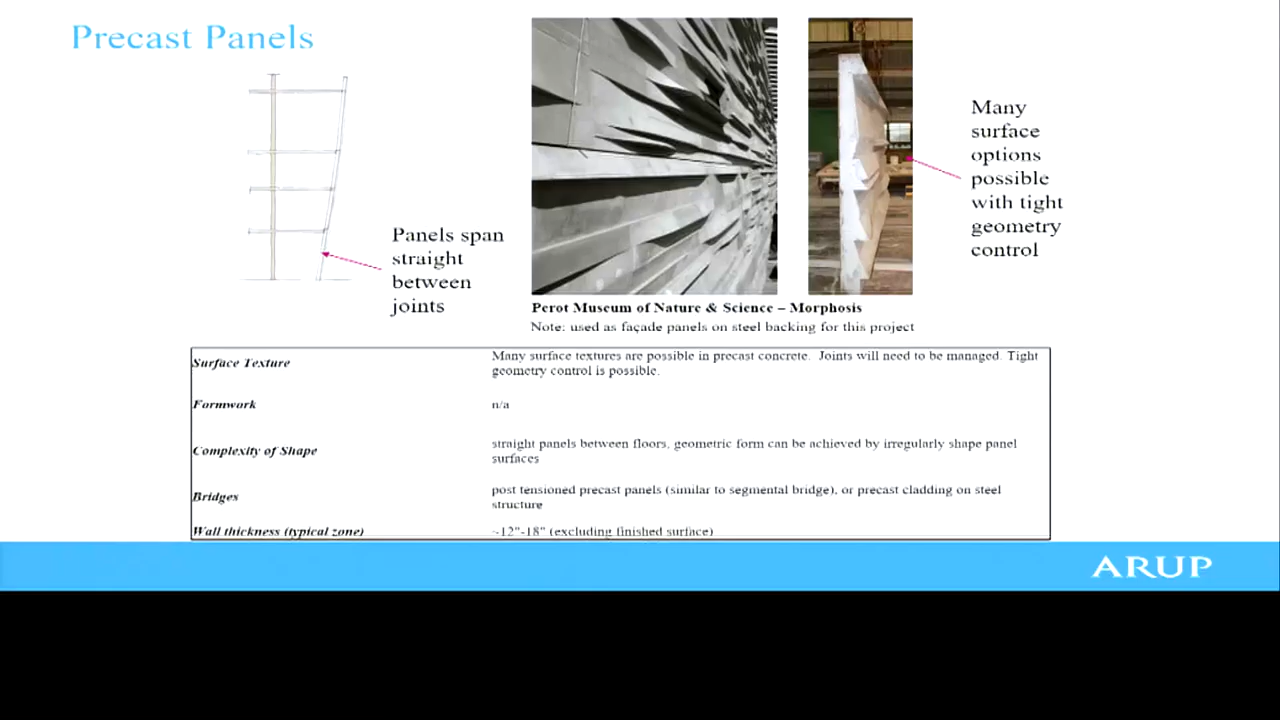 Precast Panels
Panels span
straight
between
joints
Many
surface
options
possible
with tight
geometry
control
Perot Museum of Nature & Science – Morphosis
Note: used as façade panels on steel backing for this project
Surface Texture
Many surface textures are possible in precast concrete. Joints will need to be managed. Tight
geometry control is possible.
Formwork
n/a
Complexity of Shape
straight panels between floors, geometric form can be achieved by irregularly shape panel
surfaces
Bridges
post tensioned precast panels (similar to segmental bridge), or precast cladding on steel
structure
Wall thickness (typical zone)
~12"-18" (excluding finished surface)
ARUP